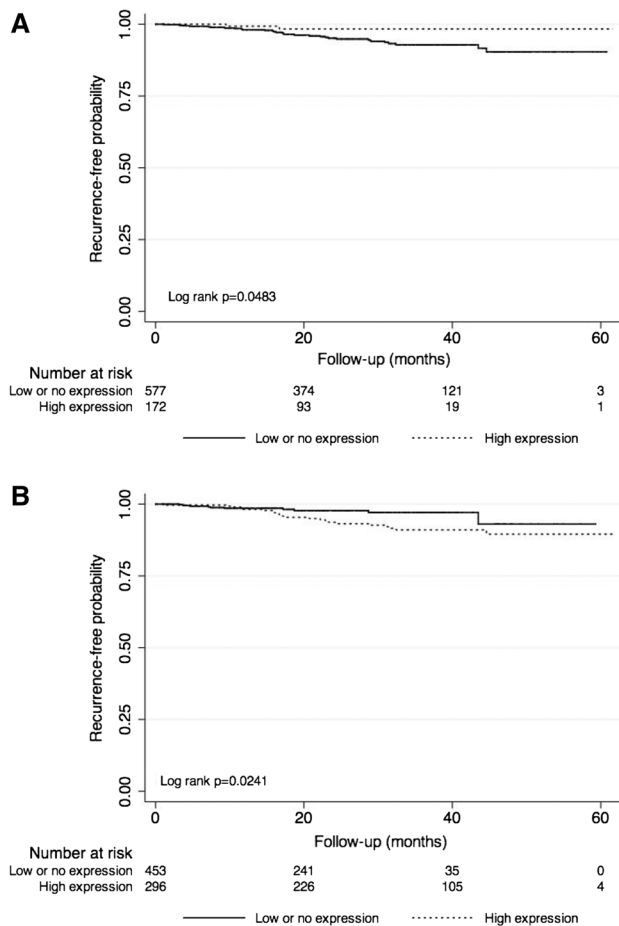 A
Recurrence-free probability
1.00
0.75
0.50
0.25
0.00
Log rank p=0.0483
0 20 40 60
Follow-up (months)
Number at risk
Low or no expression 577 374 121 3
High expression 172 93 19 1
Low or no expression High expression
B
Recurrence-free probability
1.00
0.75
0.50
0.25
0.00
Log rank p=0.0241
0 20 40 60
Follow-up (months)
Number at risk
Low or no expression 453 241 35 0
High expression 296 226 105 4
Low or no expression High expression